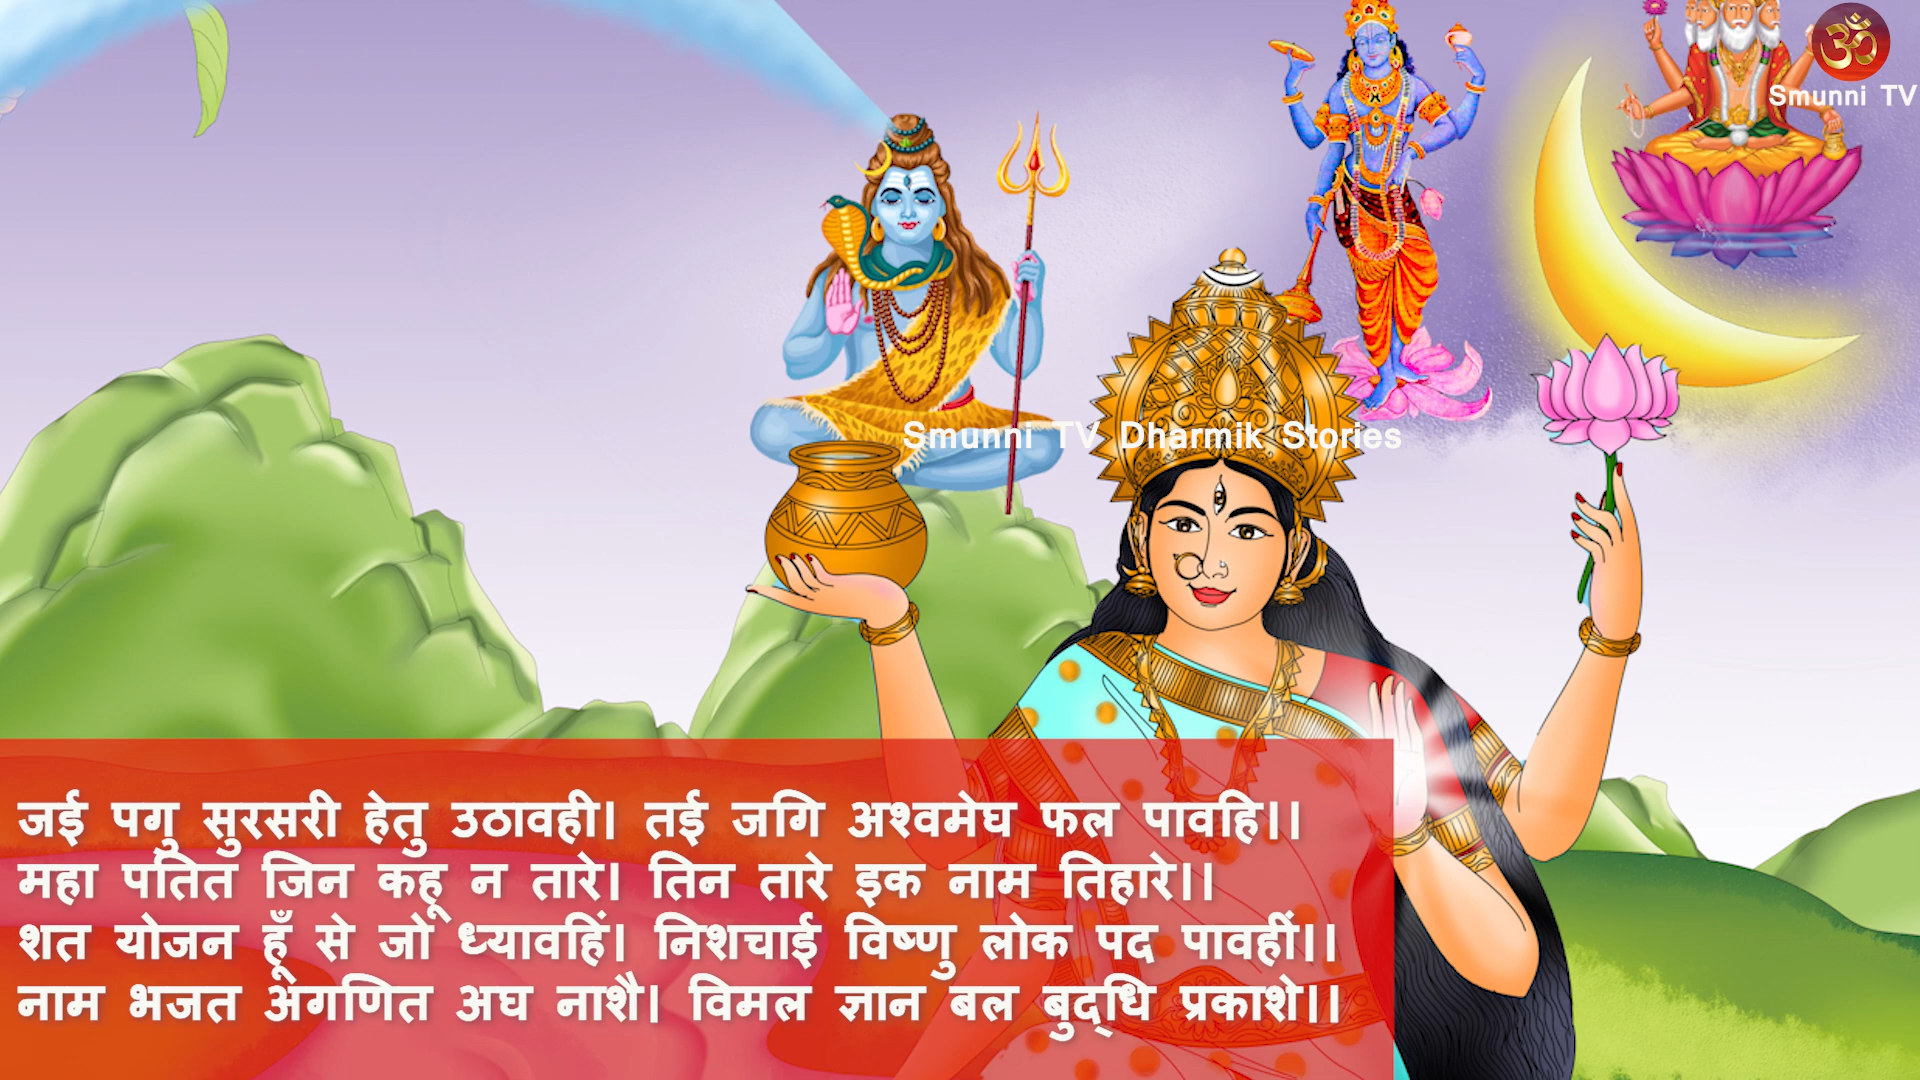 ॐ
Smunni TV
Smunni TV Dharmik Stories
जई पगु सुरसरी हेतु उठावही। तई जगि अश्वमेघ फल पावहि।।
महा पतित जिन कहू न तारे। तिन तारे इक नाम तिहारे।।
शत योजन हूँ से जो ध्यावहिं। निशचाई विष्णु लोक पद पावहीं।।
नाम भजत अगणित अघ नाशै। विमल ज्ञान बल बुद्धि प्रकाशे।।